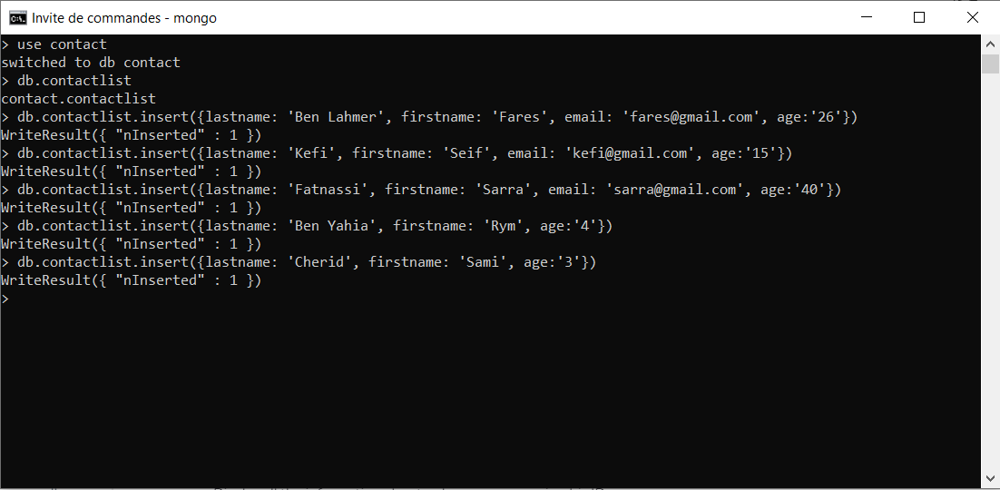 Invite de commandes - mongo
> use contact
switched to db contact
> db.contactlist
contact.contactlist
> db.contactlist.insert({lastname: 'Ben Lahmer', firstname: 'Fares', email: 'fares@gmail.com', age:'26'})
WriteResult({ "nInserted" : 1 })
> db.contactlist.insert({lastname: 'Kefi', firstname: 'Seif', email: 'kefi@gmail.com', age:'15'})
WriteResult({ "nInserted" : 1 })
> db.contactlist.insert({lastname: 'Fatnassi', firstname: 'Sarra', email: 'sarra@gmail.com', age:'40'})
WriteResult({ "nInserted" : 1 })
> db.contactlist.insert({lastname: 'Ben Yahia', firstname: 'Rym', age:'4'})
WriteResult({ "nInserted" : 1 })
> db.contactlist.insert({lastname: 'Cherid', firstname: 'Sami', age:'3'})
WriteResult({ "nInserted" : 1 })
>